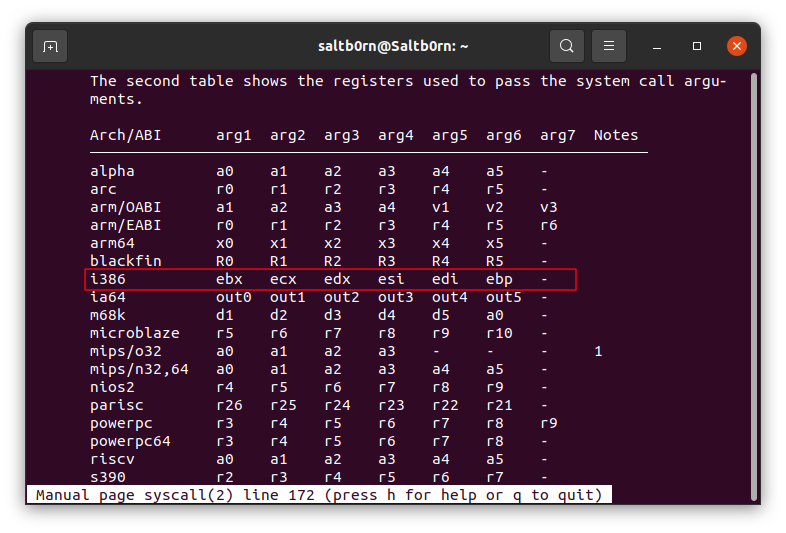 saltb0rn@Saltb0rn: ~
The second table shows the registers used to pass the system call argu-
ments.
Arch/ABI arg1 arg2 arg3 arg4 arg5 arg6 arg7 Notes
alpha a0 a1 a2 a3 a4 a5 -
arc r0 r1 r2 r3 r4 r5 -
arm/OABI a1 a2 a3 a4 v1 v2 v3
arm/EABI r0 r1 r2 r3 r4 r5 r6
arm64 x0 x1 x2 x3 x4 x5 -
blackfin R0 R1 R2 R3 R4 R5 -
i386 ebx ecx edx esi edi ebp -
ia64 out0 out1 out2 out3 out4 out5 -
m68k d1 d2 d3 d4 d5 a0 -
microblaze r5 r6 r7 r8 r9 r10 -
mips/o32 a0 a1 a2 a3 - - - 1
mips/n32,64 a0 a1 a2 a3 a4 a5 -
nios2 r4 r5 r6 r7 r8 r9 -
parisc r26 r25 r24 r23 r22 r21 -
powerpc r3 r4 r5 r6 r7 r8 r9
powerpc64 r3 r4 r5 r6 r7 r8 -
riscv a0 a1 a2 a3 a4 a5 -
s390 r2 r3 r4 r5 r6 r7 -
Manual page syscall(2) line 172 (press h for help or q to quit)